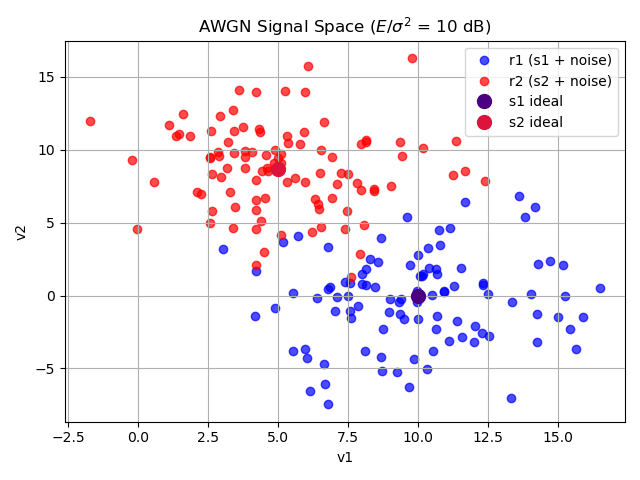 AWGN Signal Space (E/σ² = 10 dB)
r1 (s1 + noise)
r2 (s2 + noise)
s1 ideal
s2 ideal
15
10
5
0
−5
v2
−2.5 0.0 2.5 5.0 7.5 10.0 12.5 15.0
v1